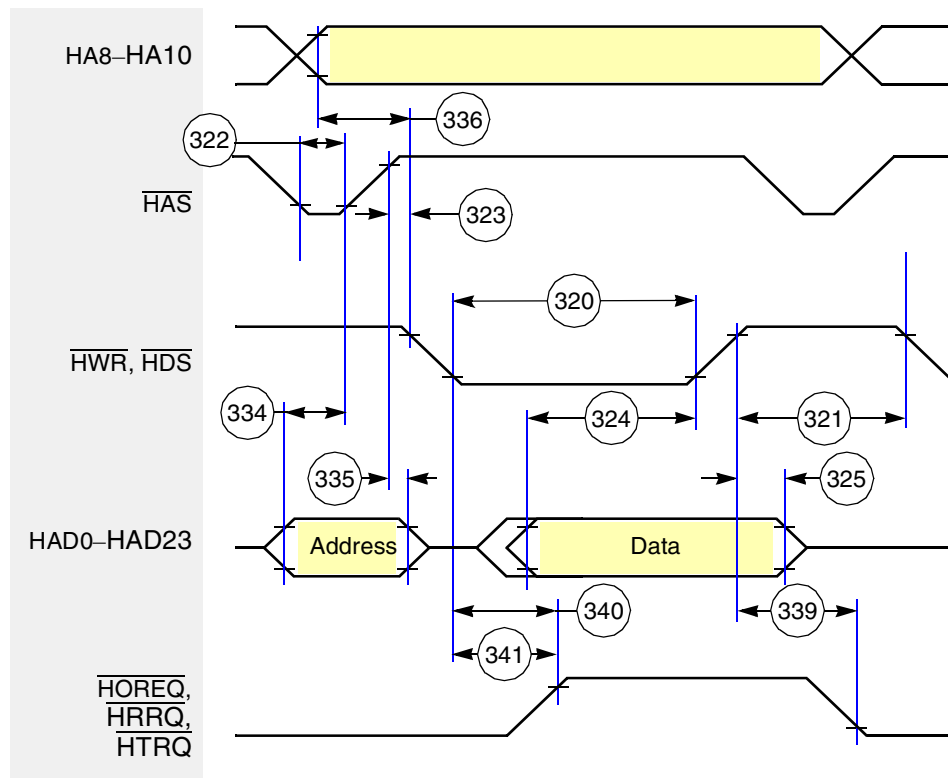 HA8–HA10
336
322
HAS
323
320
HWR, HDS
334
324
321
335
325
HAD0–HAD23
Address
Data
340
339
341
HOREQ,
HRRQ,
HTRQ